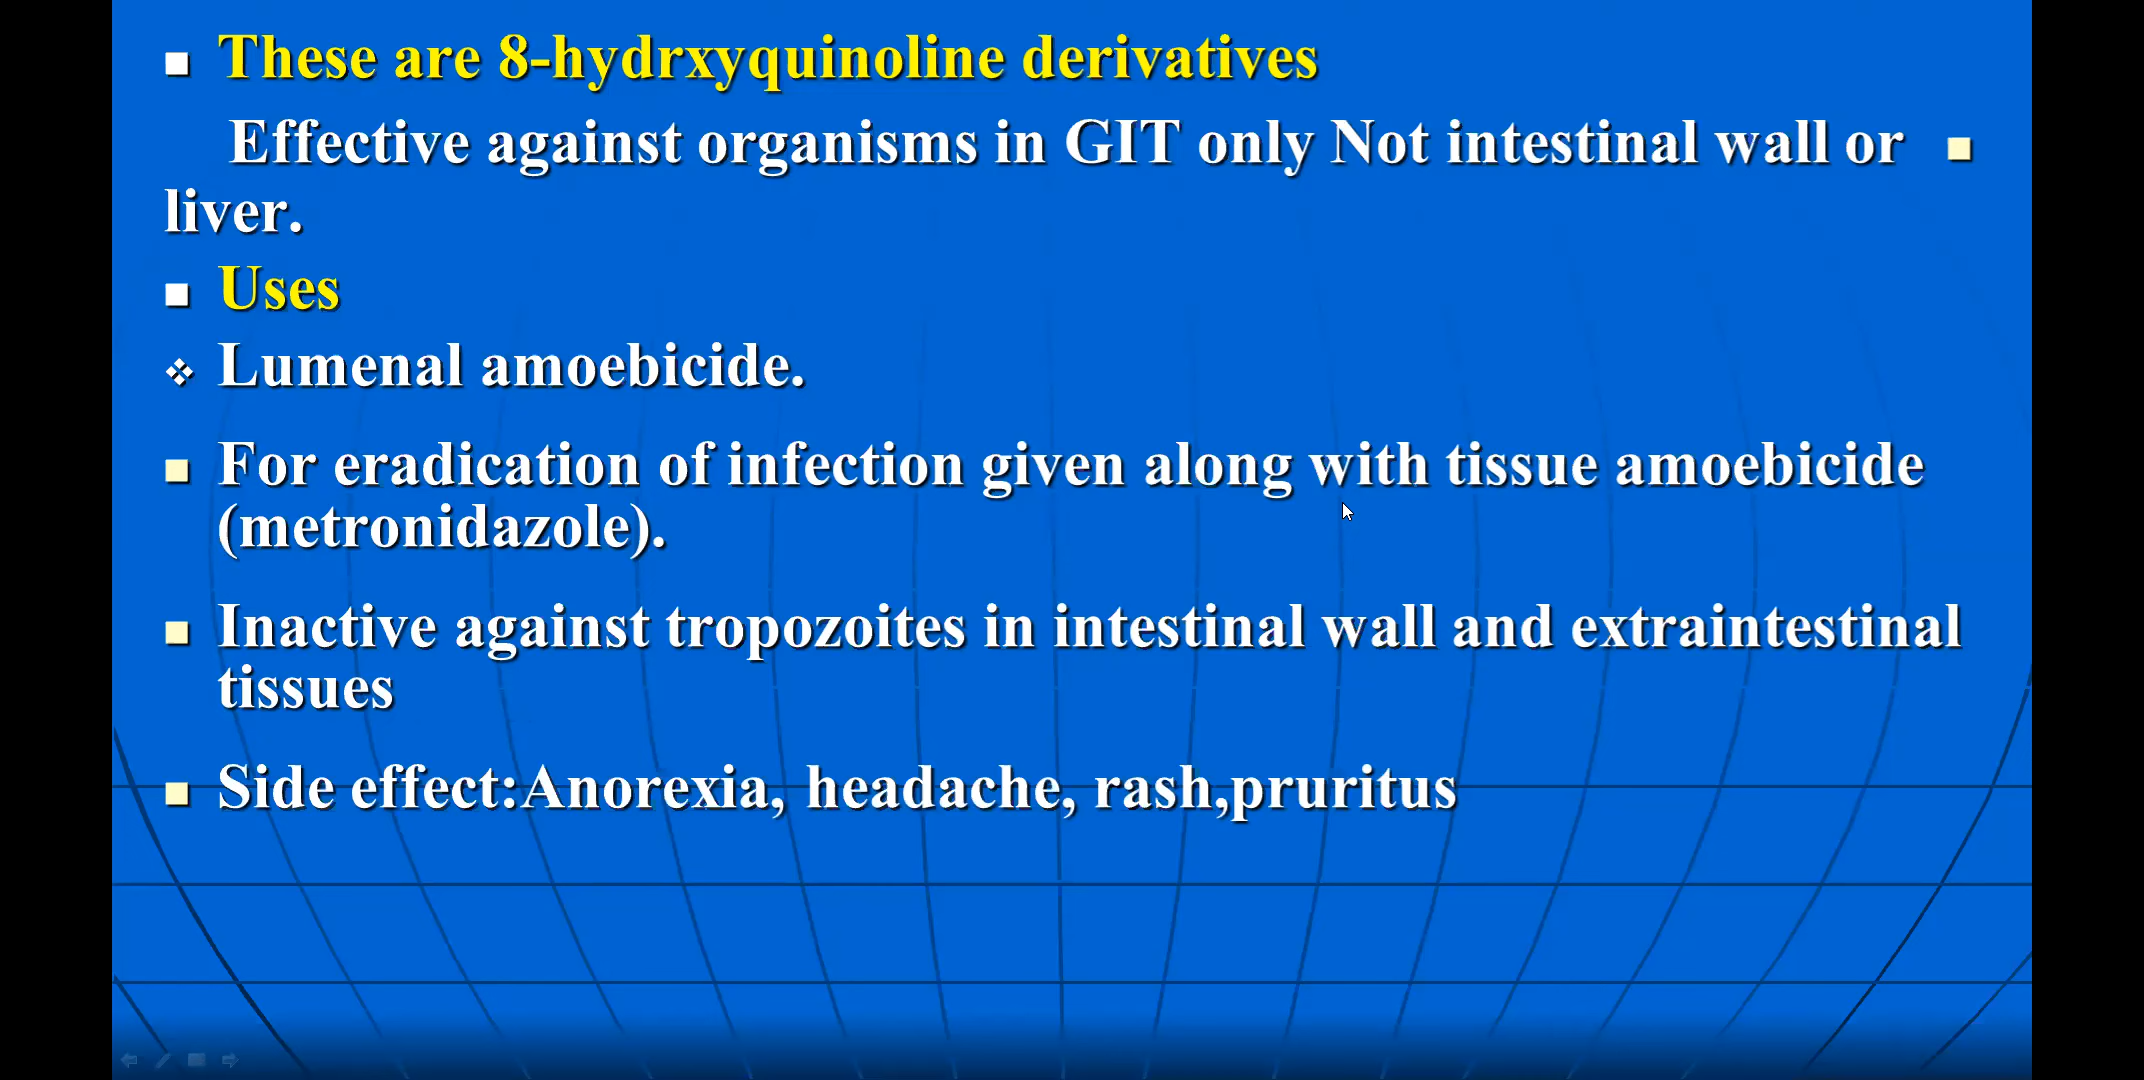 These are 8-hydrxyquinoline derivatives
Effective against organisms in GIT only Not intestinal wall or
liver.
Uses
Lumenal amoebicide.
For eradication of infection given along with tissue amoebicide
(metronidazole).
Inactive against tropozoites in intestinal wall and extraintestinal
tissues
Side effect:Anorexia, headache, rash,pruritus